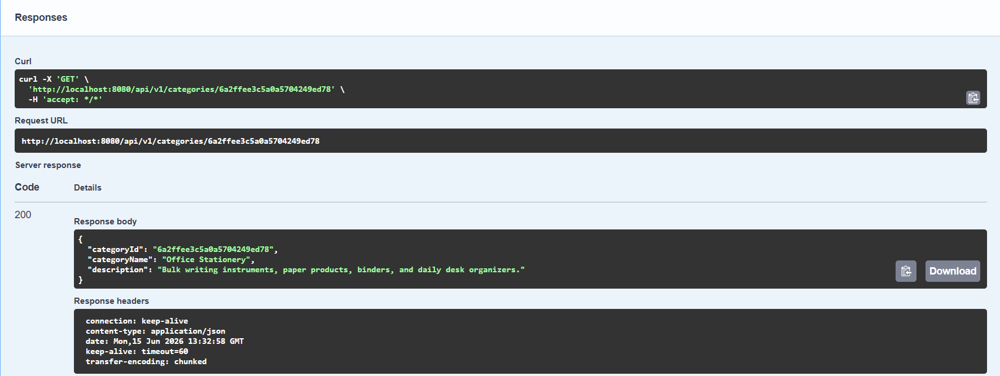 Responses
Curl
curl -X 'GET' \
  'http://localhost:8080/api/v1/categories/6a2ffee3c5a0a5704249ed78' \
  -H 'accept: */*'
Request URL
http://localhost:8080/api/v1/categories/6a2ffee3c5a0a5704249ed78
Server response
Code Details
200
Response body
{
  "categoryId": "6a2ffee3c5a0a5704249ed78",
  "categoryName": "Office Stationery",
  "description": "Bulk writing instruments, paper products, binders, and daily desk organizers."
}
Download
Response headers
connection: keep-alive
content-type: application/json
date: Mon,15 Jun 2026 13:32:58 GMT
keep-alive: timeout=60
transfer-encoding: chunked